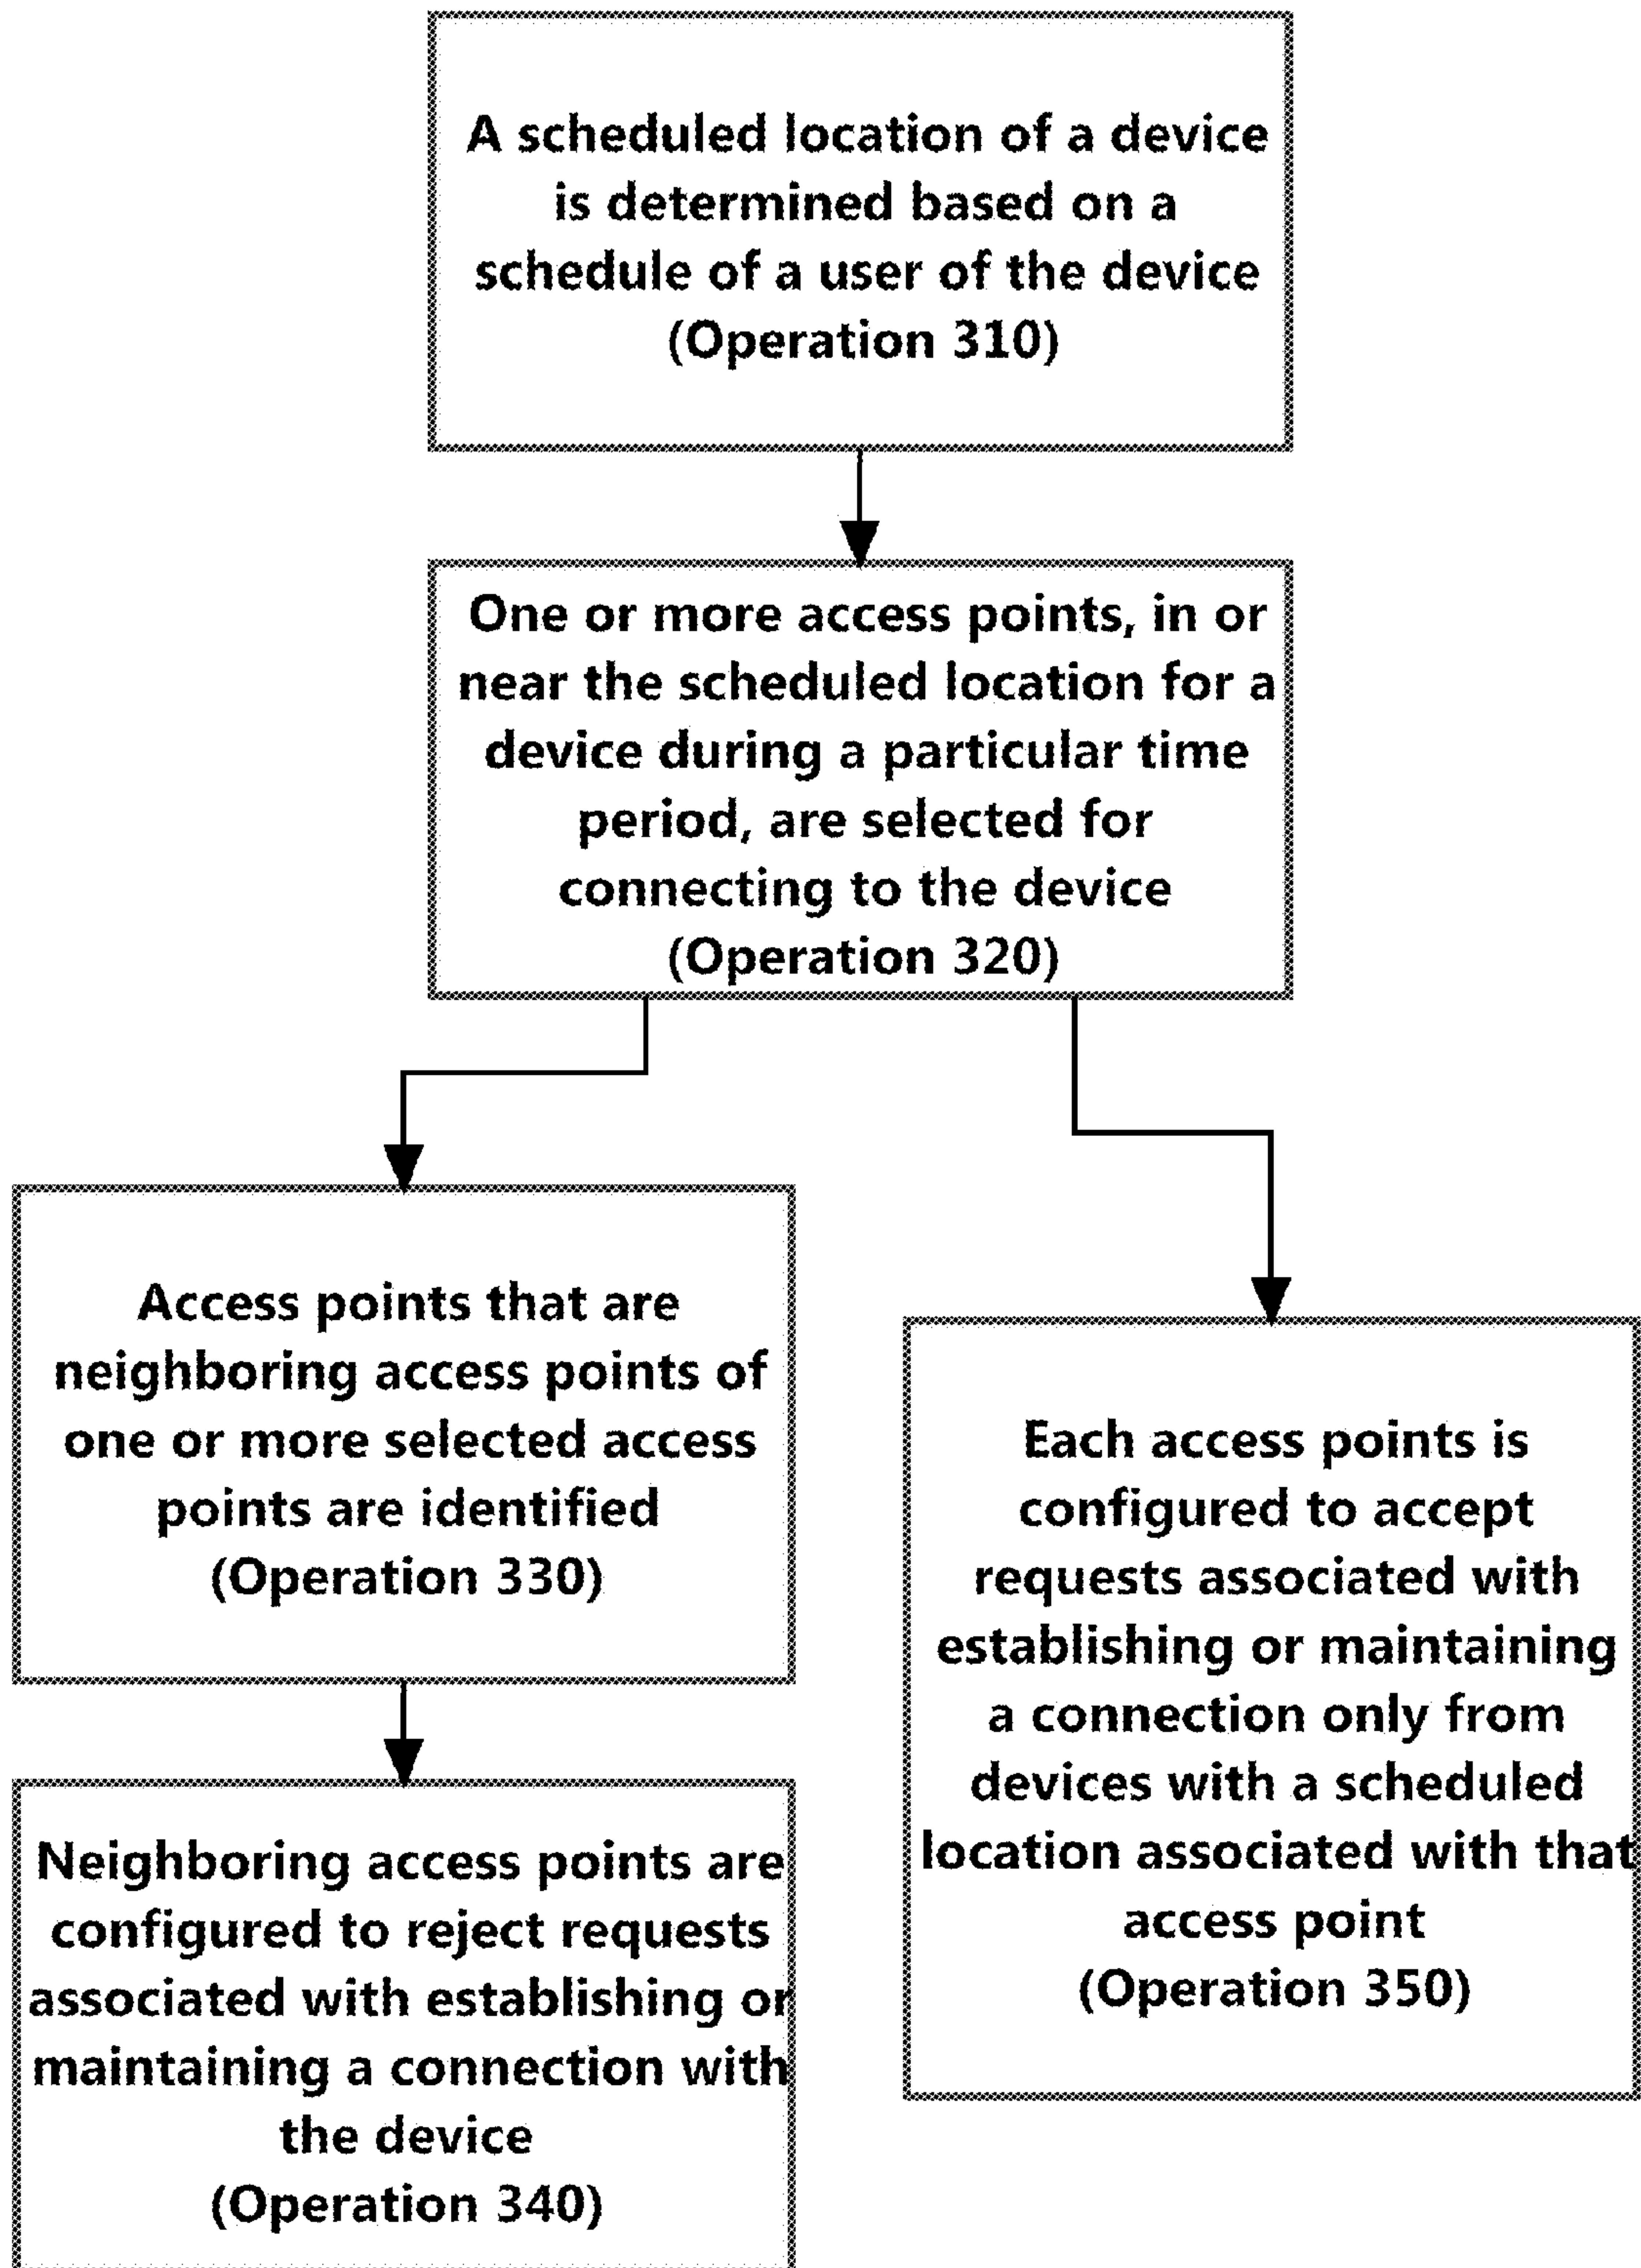 A scheduled location of a device
is determined based on a
schedule of a user of the device
(Operation 310)
One or more access points, in or
near the scheduled location for a
device during a particular time
period, are selected for
connecting to the device
(Operation 320)
Access points that are
neighboring access points of
one or more selected access
points are identified
(Operation 330)
Neighboring access points are
configured to reject requests
associated with establishing or
maintaining a connection with
the device
(Operation 340)
Each access points is
configured to accept
requests associated with
establishing or maintaining
a connection only from
devices with a scheduled
location associated with that
access point
(Operation 350)